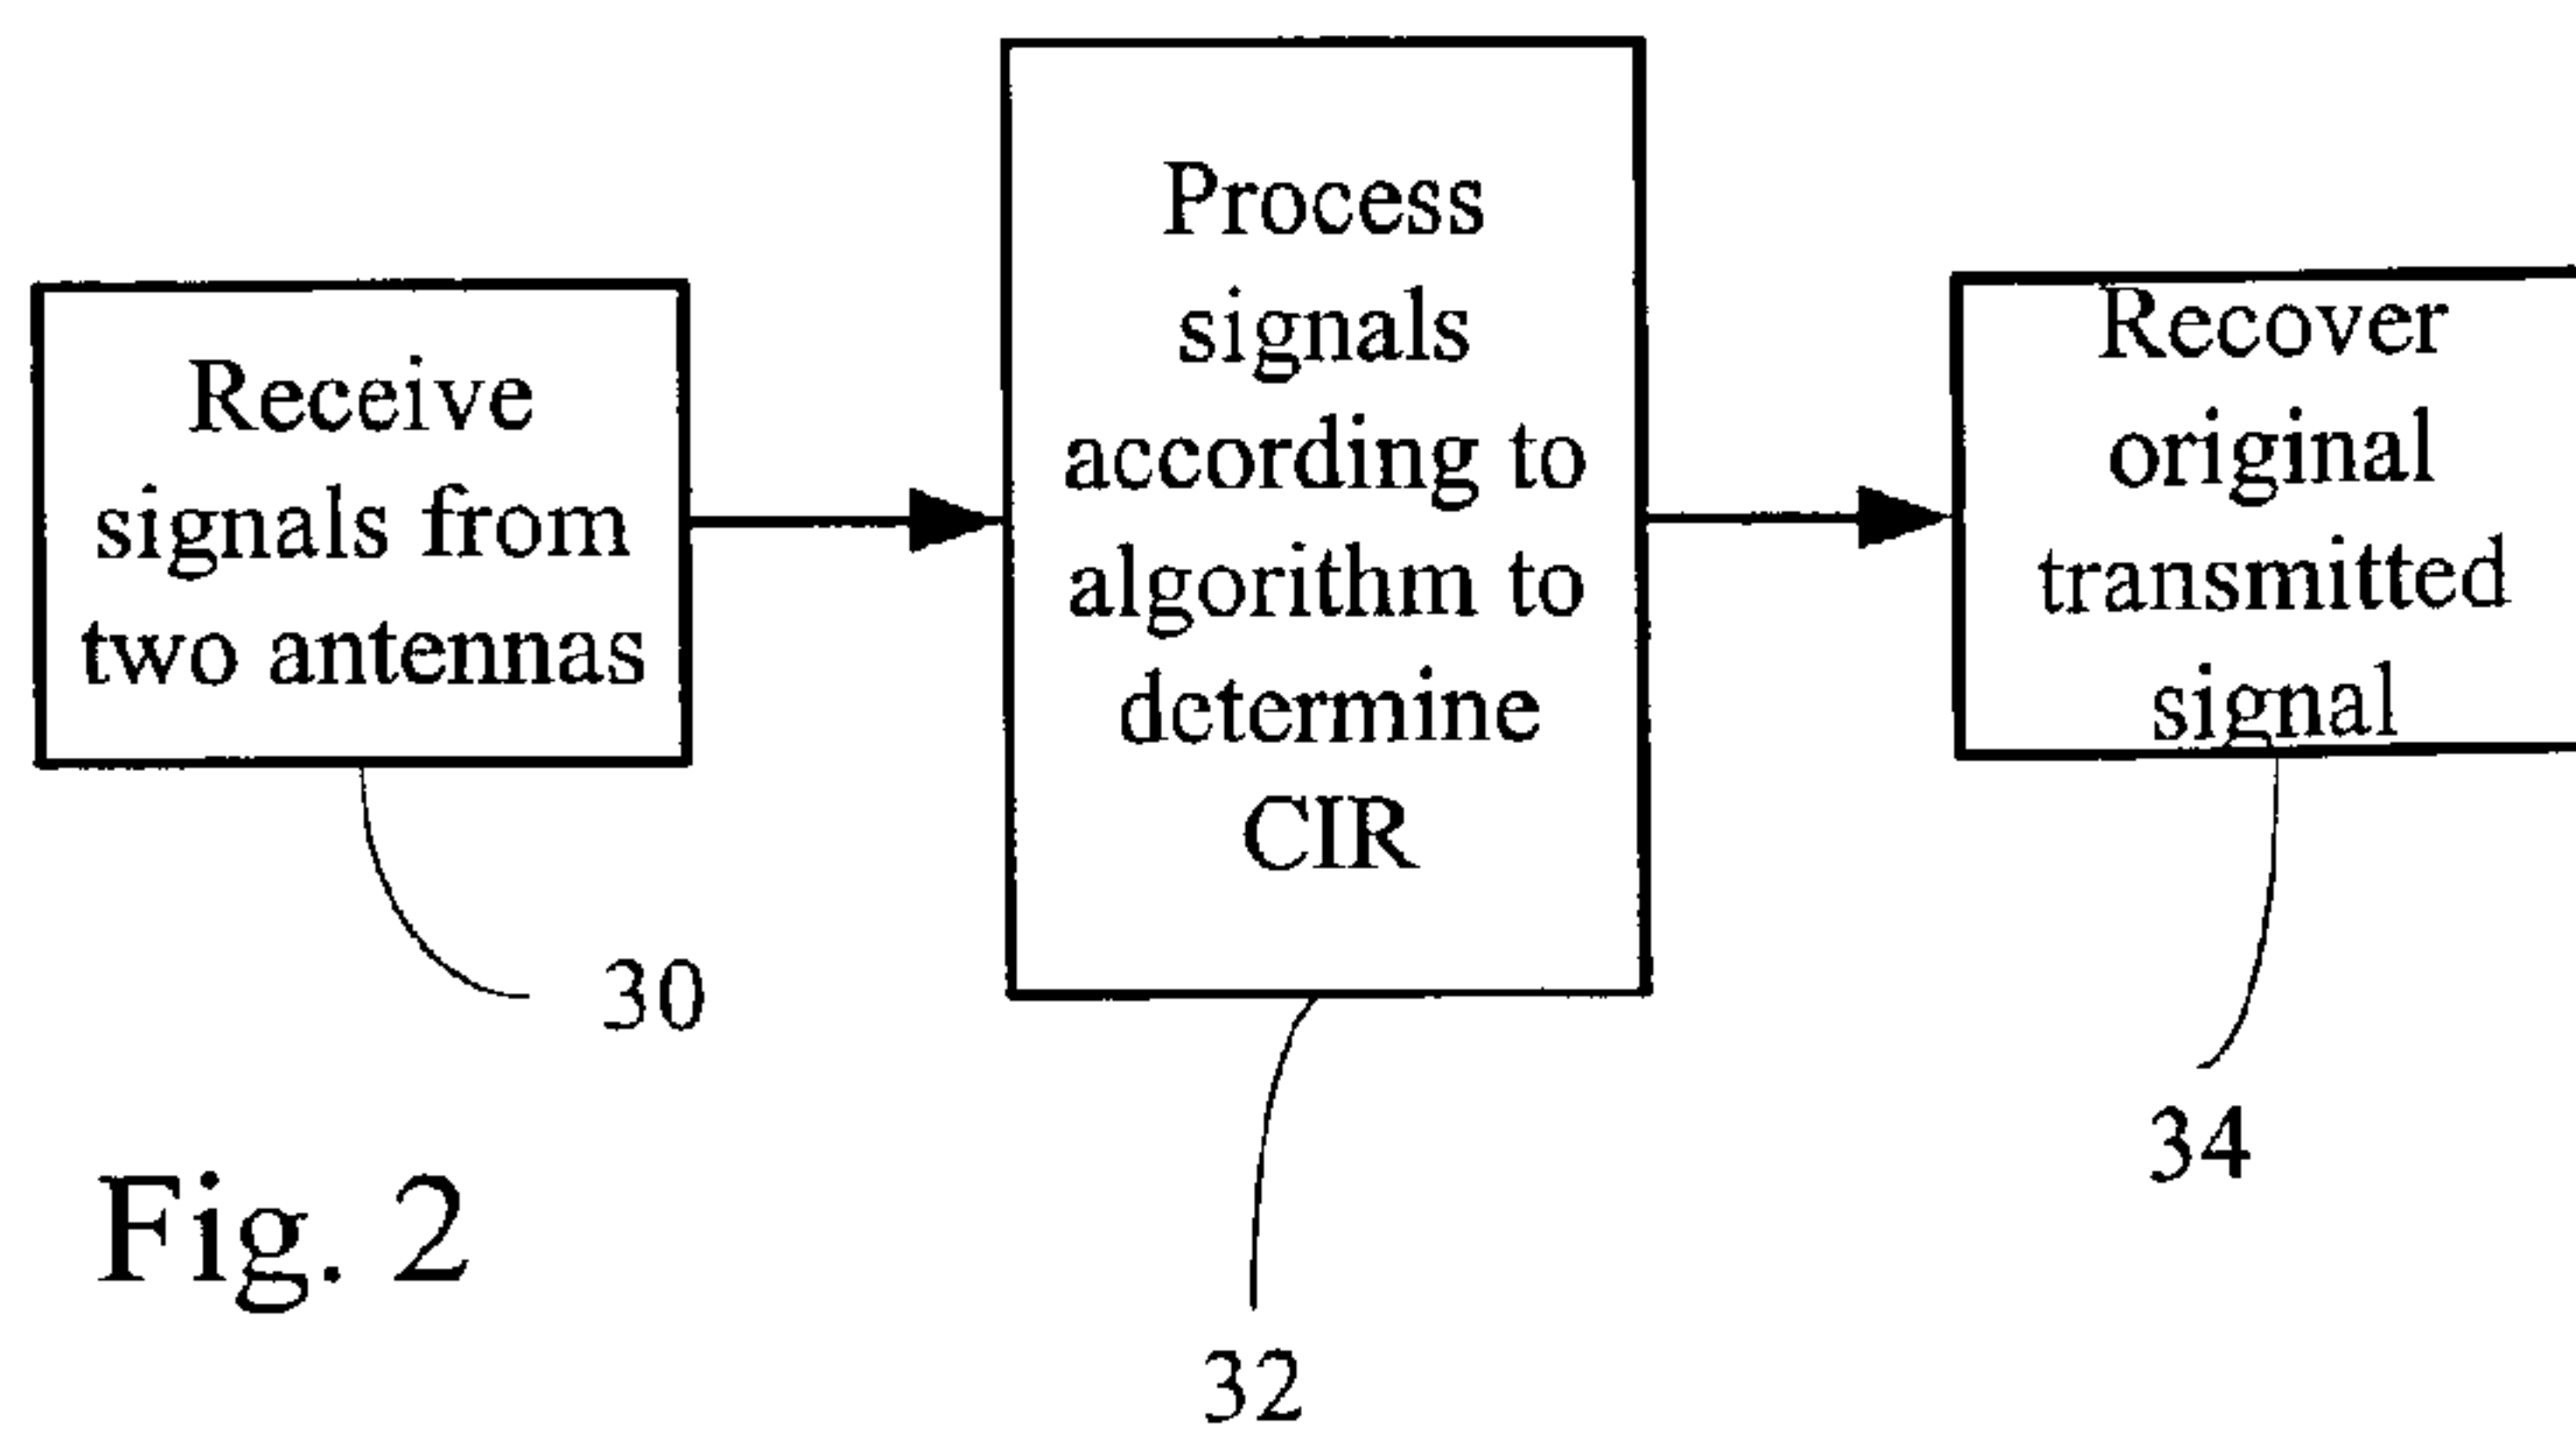 Receive
signals from
two antennas
30
Process
signals
according to
algorithm to
determine
CIR
32
Recover
original
transmitted
signal
34
Fig. 2